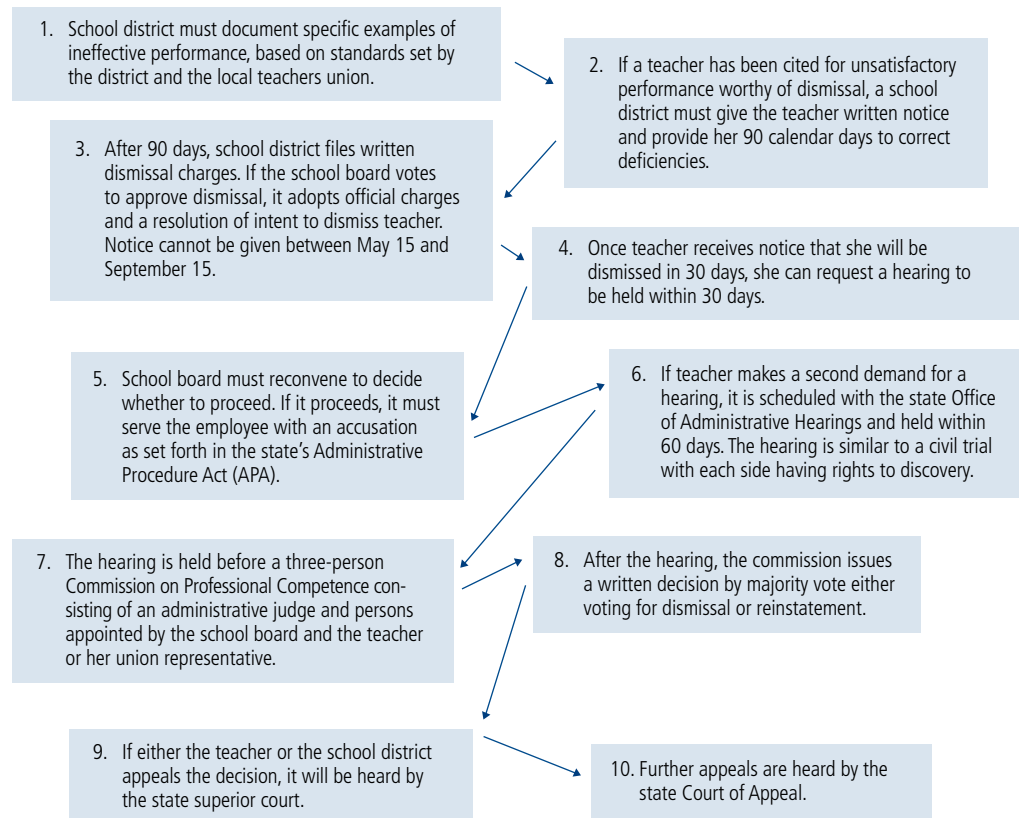 1. School district must document specific examples of
ineffective performance, based on standards set by
the district and the local teachers union.
2. If a teacher has been cited for unsatisfactory
performance worthy of dismissal, a school
district must give the teacher written notice
and provide her 90 calendar days to correct
deficiencies.
3. After 90 days, school district files written
dismissal charges. If the school board votes
to approve dismissal, it adopts official charges
and a resolution of intent to dismiss teacher.
Notice cannot be given between May 15 and
September 15.
4. Once teacher receives notice that she will be
dismissed in 30 days, she can request a hearing to
be held within 30 days.
5. School board must reconvene to decide
whether to proceed. If it proceeds, it must
serve the employee with an accusation
as set forth in the state's Administrative
Procedure Act (APA).
6. If teacher makes a second demand for a
hearing, it is scheduled with the state Office
of Administrative Hearings and held within
60 days. The hearing is similar to a civil trial
with each side having rights to discovery.
7. The hearing is held before a three-person
Commission on Professional Competence con-
sisting of an administrative judge and persons
appointed by the school board and the teacher
or her union representative.
8. After the hearing, the commission issues
a written decision by majority vote either
voting for dismissal or reinstatement.
9. If either the teacher or the school district
appeals the decision, it will be heard by
the state superior court.
10. Further appeals are heard by the
state Court of Appeal.